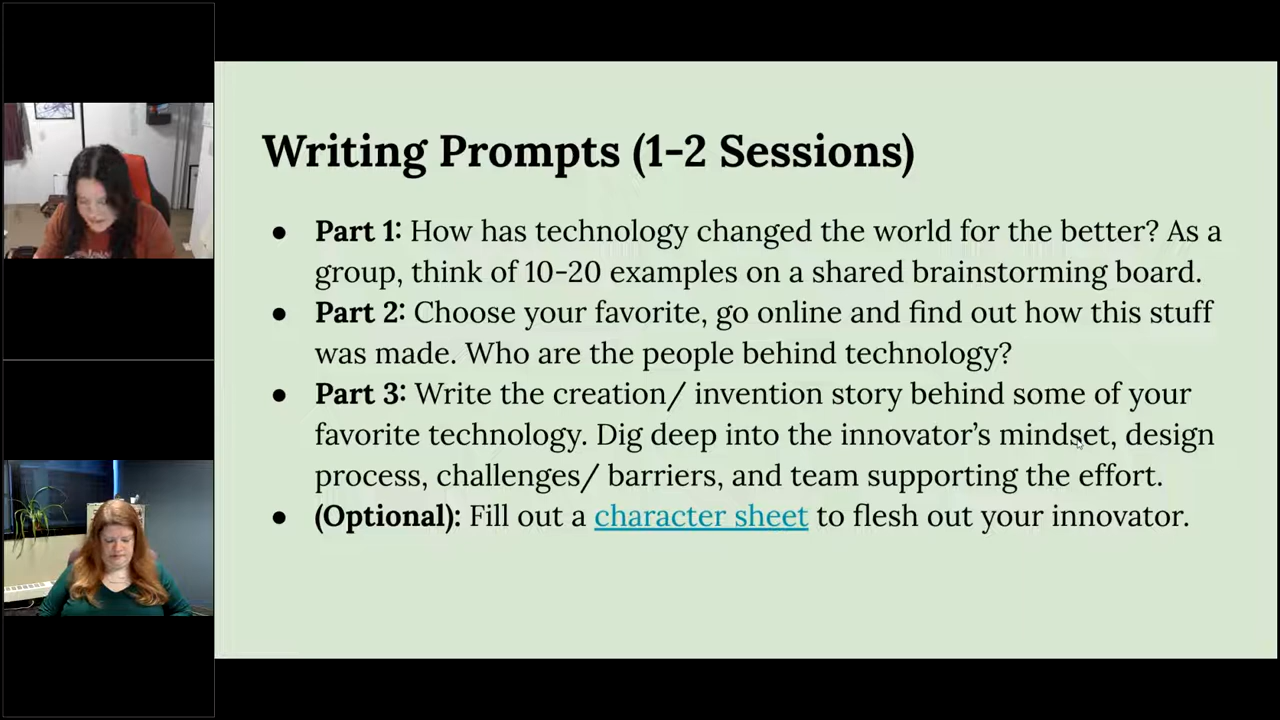 Writing Prompts (1-2 Sessions)
● Part 1: How has technology changed the world for the better? As a
group, think of 10-20 examples on a shared brainstorming board.
● Part 2: Choose your favorite, go online and find out how this stuff
was made. Who are the people behind technology?
● Part 3: Write the creation/ invention story behind some of your
favorite technology. Dig deep into the innovator’s mindset, design
process, challenges/ barriers, and team supporting the effort.
● (Optional): Fill out a character sheet to flesh out your innovator.